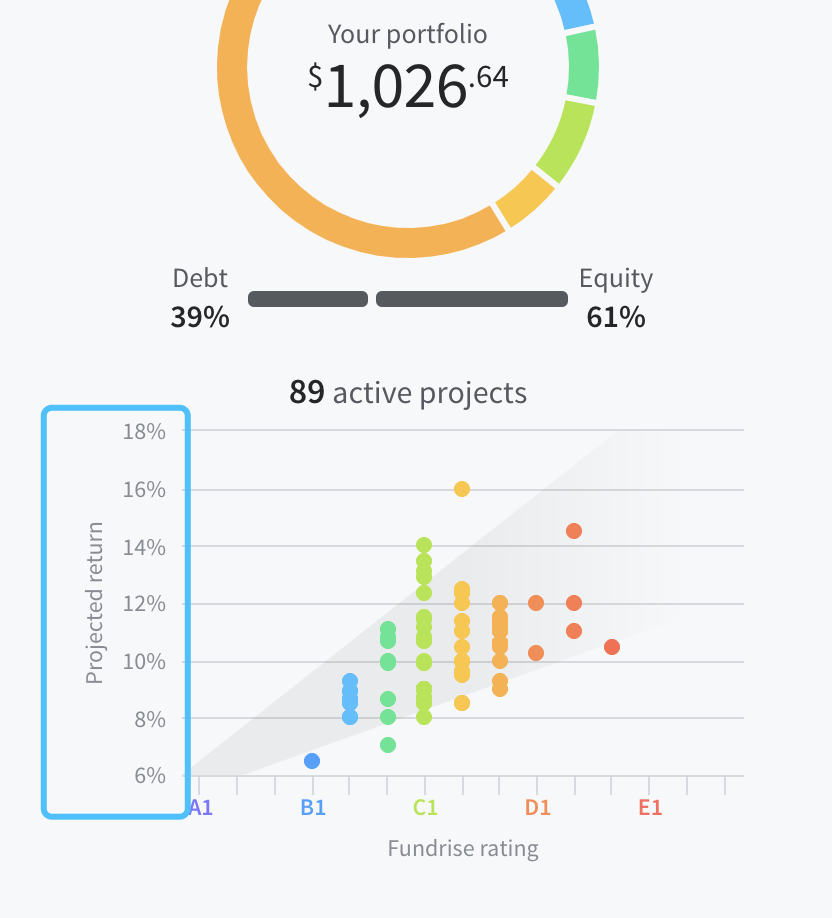 Your portfolio
$1,026.64
Debt
39%
Equity
61%
89 active projects
18%
16%
14%
12%
10%
8%
6%
Projected return
A1 B1 C1 D1 E1
Fundrise rating